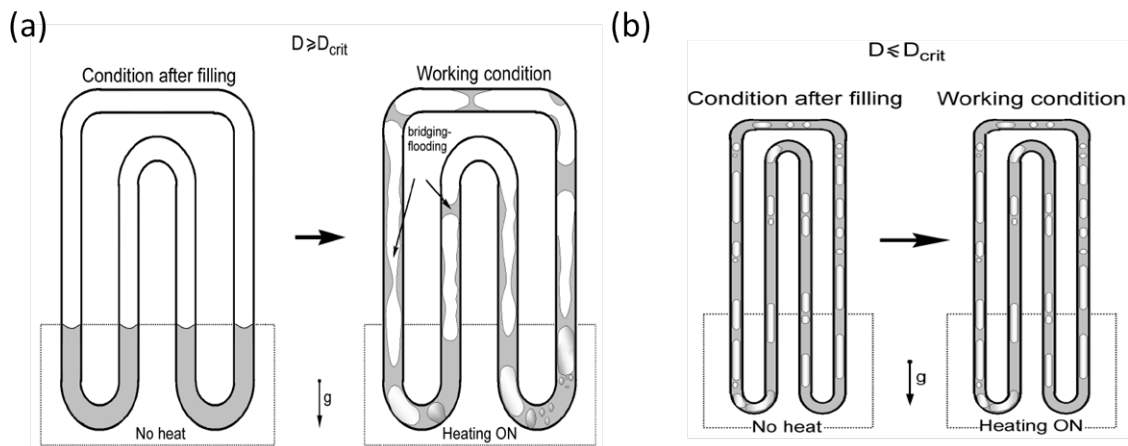 (a)
D≥Dcrit
Condition after filling
Working condition
bridging-
flooding
g
No heat
Heating ON
(b)
D≤Dcrit
Condition after filling
Working condition
g
No heat
Heating ON